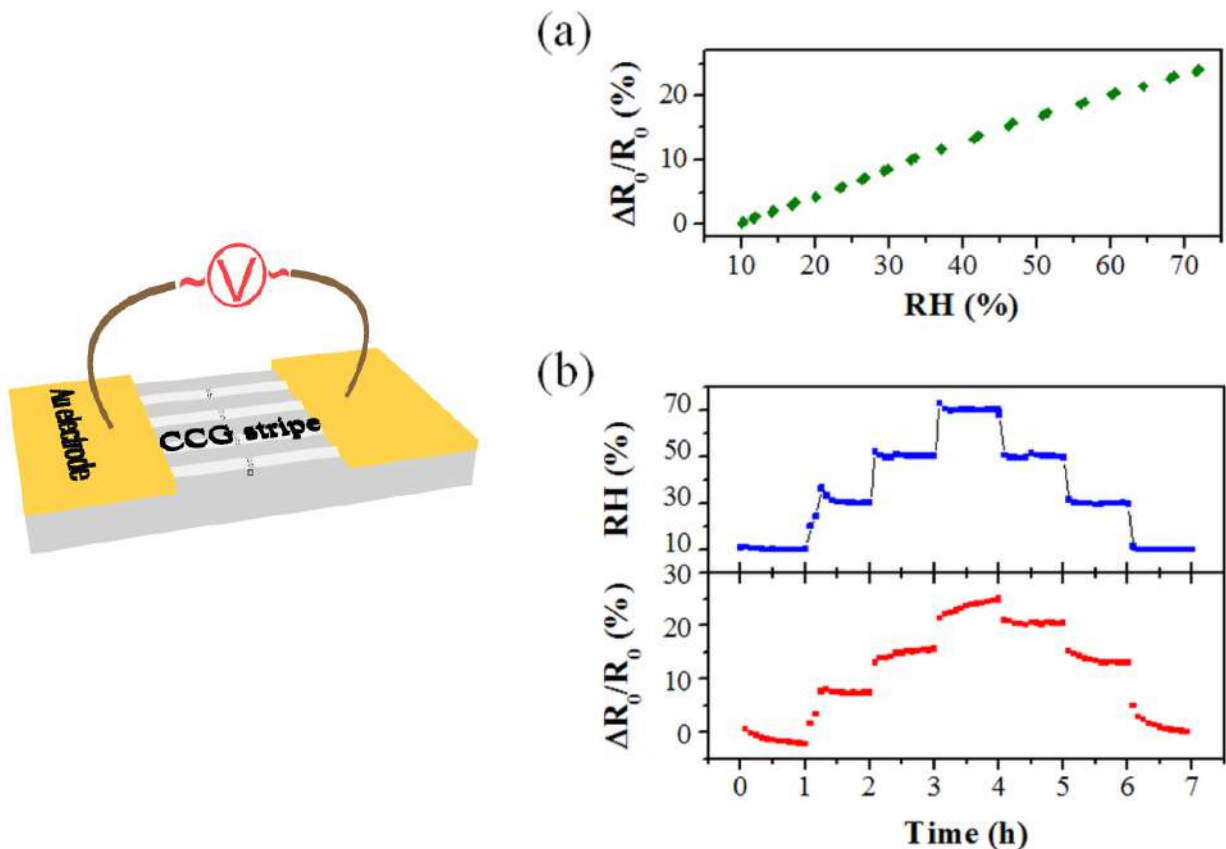 (a)
ΔR₀/R₀ (%)
20
10
0
10 20 30 40 50 60 70
RH (%)
V
Au electrode
CCG stripe
(b)
RH (%)
70
50
30
10
ΔR₀/R₀ (%)
30
20
10
0
0 1 2 3 4 5 6 7
Time (h)